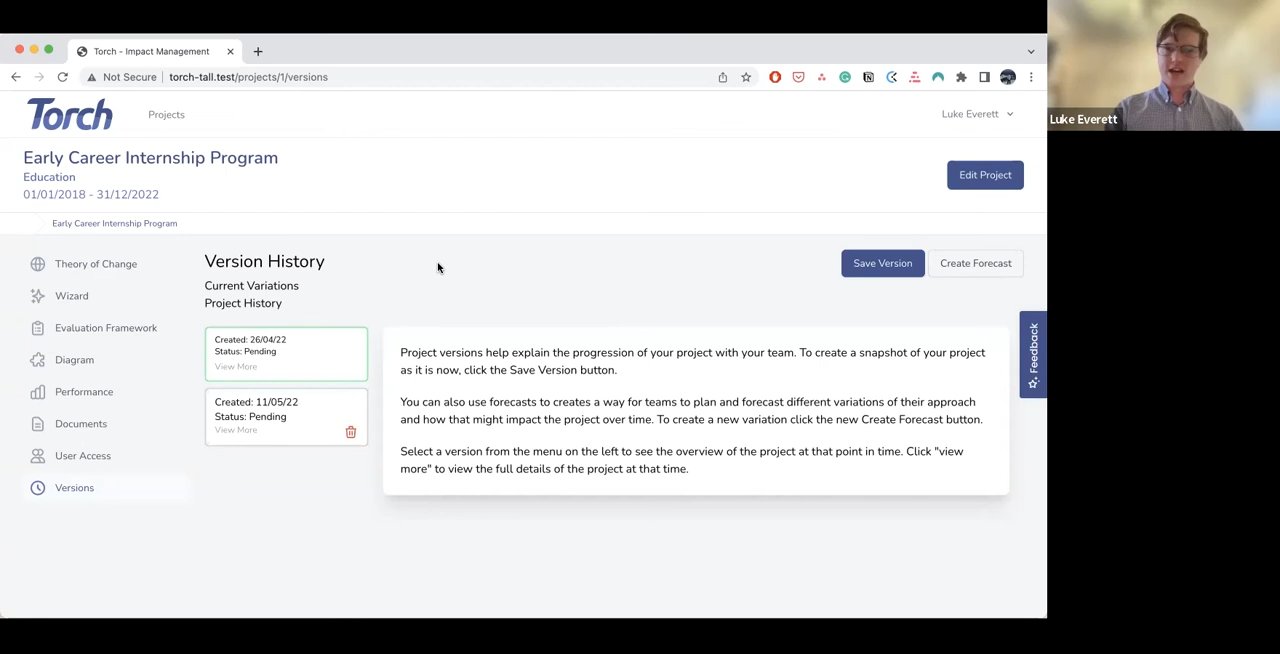 Torch - Impact Management
Not Secure
torch-tall.test/projects/1/versions
Torch
Projects
Luke Everett
Luke Everett
Early Career Internship Program
Education
01/01/2018 - 31/12/2022
Edit Project
Early Career Internship Program
Theory of Change
Wizard
Evaluation Framework
Diagram
Performance
Documents
User Access
Versions
Version History
Current Variations
Project History
Save Version
Create Forecast
Created: 26/04/22
Status: Pending
View More
Created: 11/05/22
Status: Pending
View More
Project versions help explain the progression of your project with your team. To create a snapshot of your project
as it is now, click the Save Version button.
You can also use forecasts to creates a way for teams to plan and forecast different variations of their approach
and how that might impact the project over time. To create a new variation click the new Create Forecast button.
Select a version from the menu on the left to see the overview of the project at that point in time. Click "view
more" to view the full details of the project at that time.
Feedback